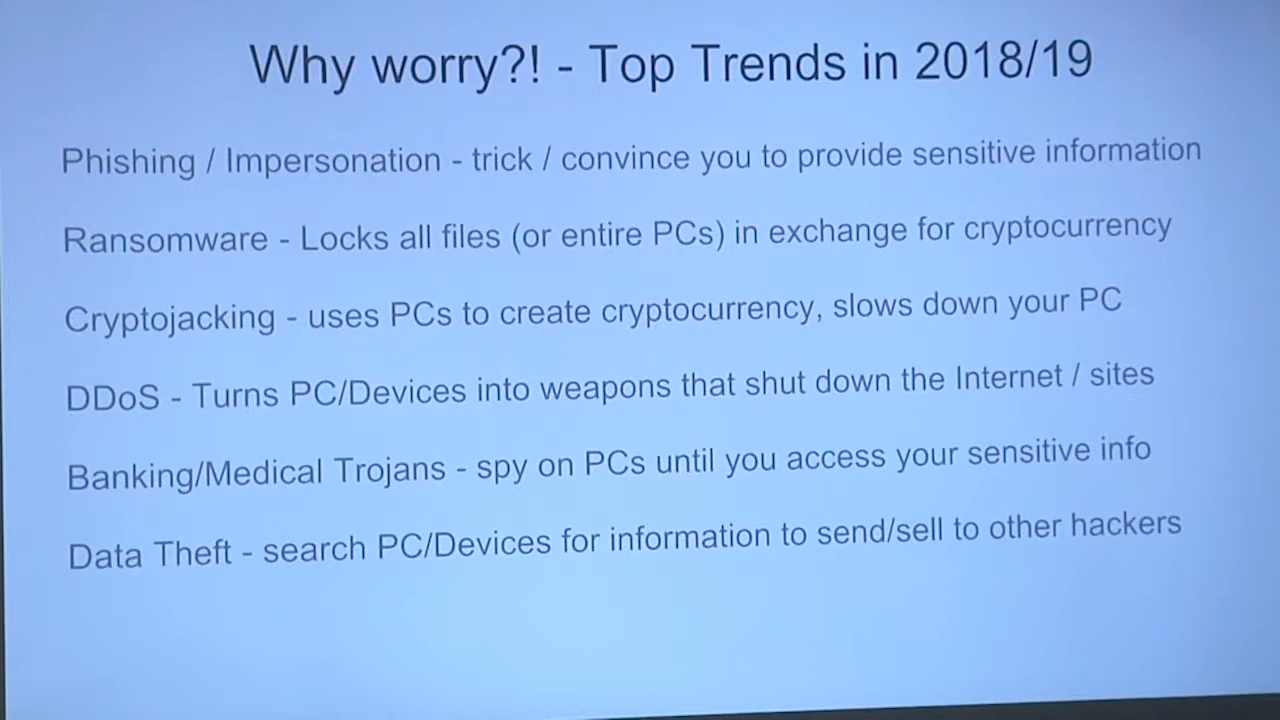 Why worry?! - Top Trends in 2018/19
Phishing / Impersonation - trick / convince you to provide sensitive information
Ransomware - Locks all files (or entire PCs) in exchange for cryptocurrency
Cryptojacking - uses PCs to create cryptocurrency, slows down your PC
DDoS - Turns PC/Devices into weapons that shut down the Internet / sites
Banking/Medical Trojans - spy on PCs until you access your sensitive info
Data Theft - search PC/Devices for information to send/sell to other hackers